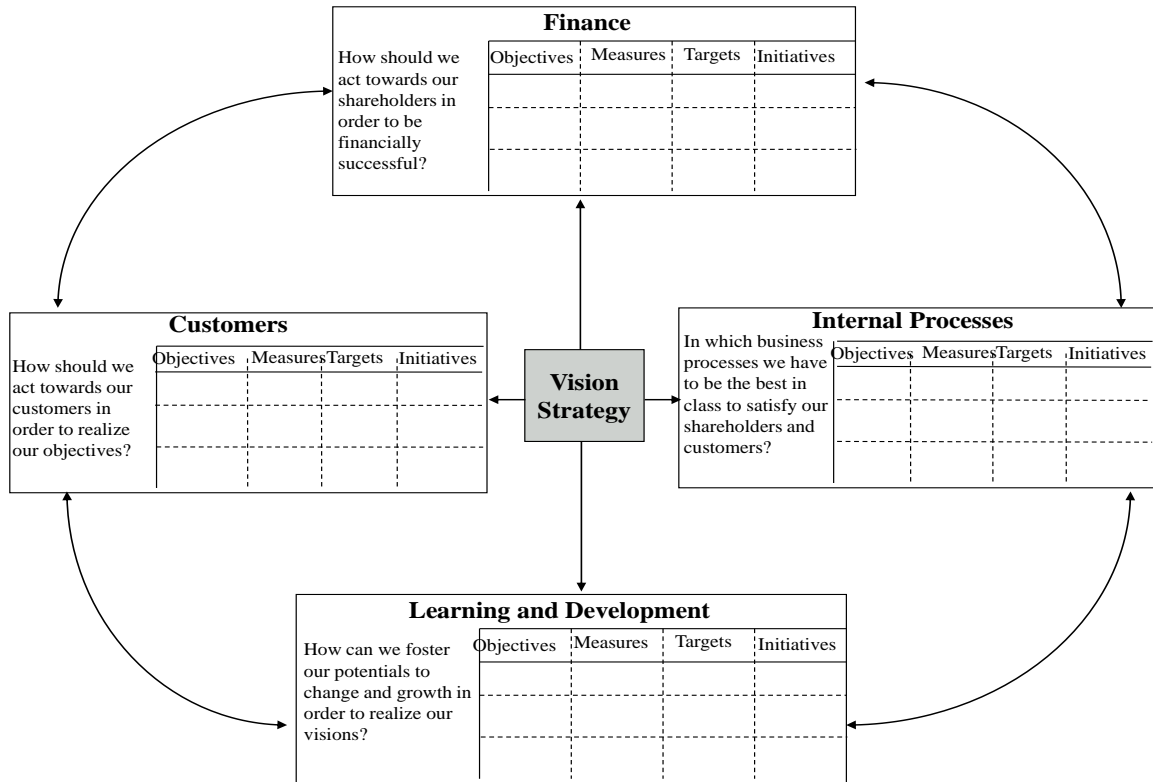 Finance
How should we
act towards our
shareholders in
order to be
financially
successful?
Objectives Measures Targets Initiatives
Customers
How should we
act towards our
customers in
order to realize
our objectives?
Objectives Measures Targets Initiatives
Vision
Strategy
Internal Processes
In which business
processes we have
to be the best in
class to satisfy our
shareholders and
customers?
Objectives Measures Targets Initiatives
Learning and Development
How can we foster
our potentials to
change and growth in
order to realize our
visions?
Objectives Measures Targets Initiatives